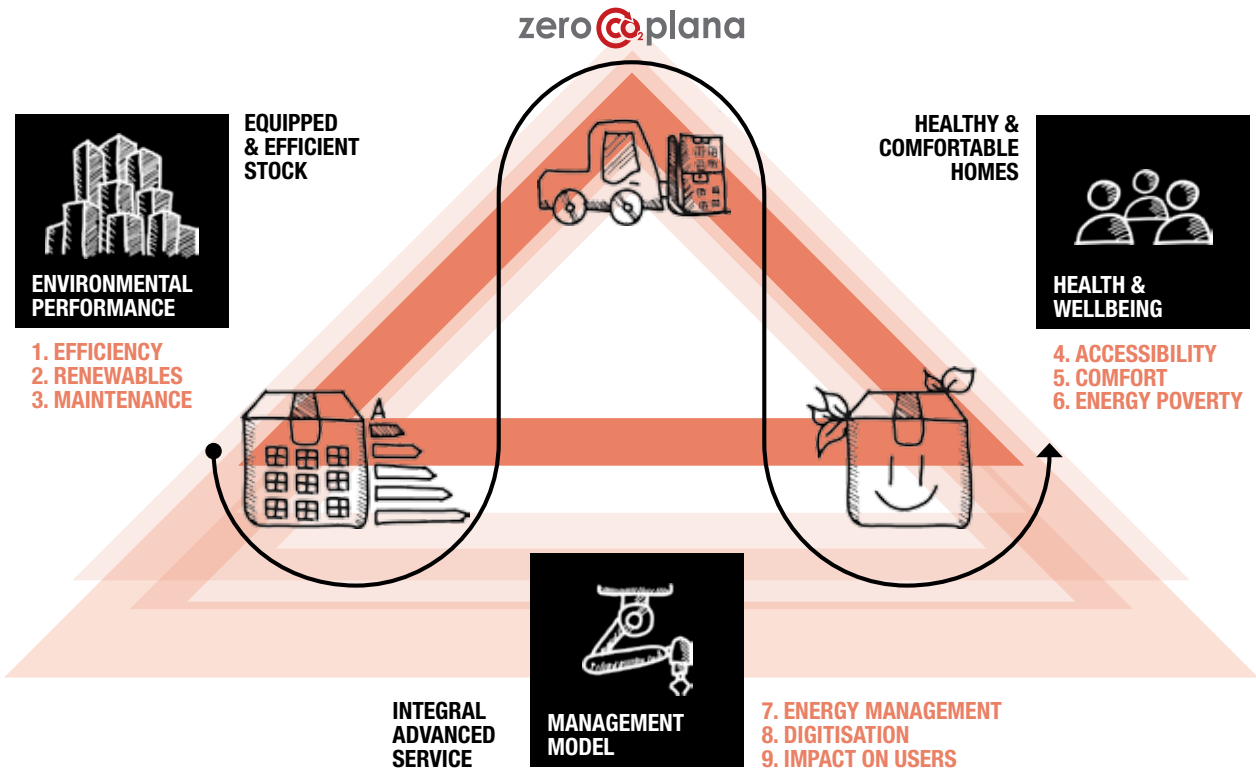 zero CO2 plana
EQUIPPED
& EFFICIENT
STOCK
HEALTHY &
COMFORTABLE
HOMES
ENVIRONMENTAL
PERFORMANCE
HEALTH &
WELLBEING
1. EFFICIENCY
2. RENEWABLES
3. MAINTENANCE
4. ACCESSIBILITY
5. COMFORT
6. ENERGY POVERTY
A
INTEGRAL
ADVANCED
SERVICE
MANAGEMENT
MODEL
7. ENERGY MANAGEMENT
8. DIGITISATION
9. IMPACT ON USERS